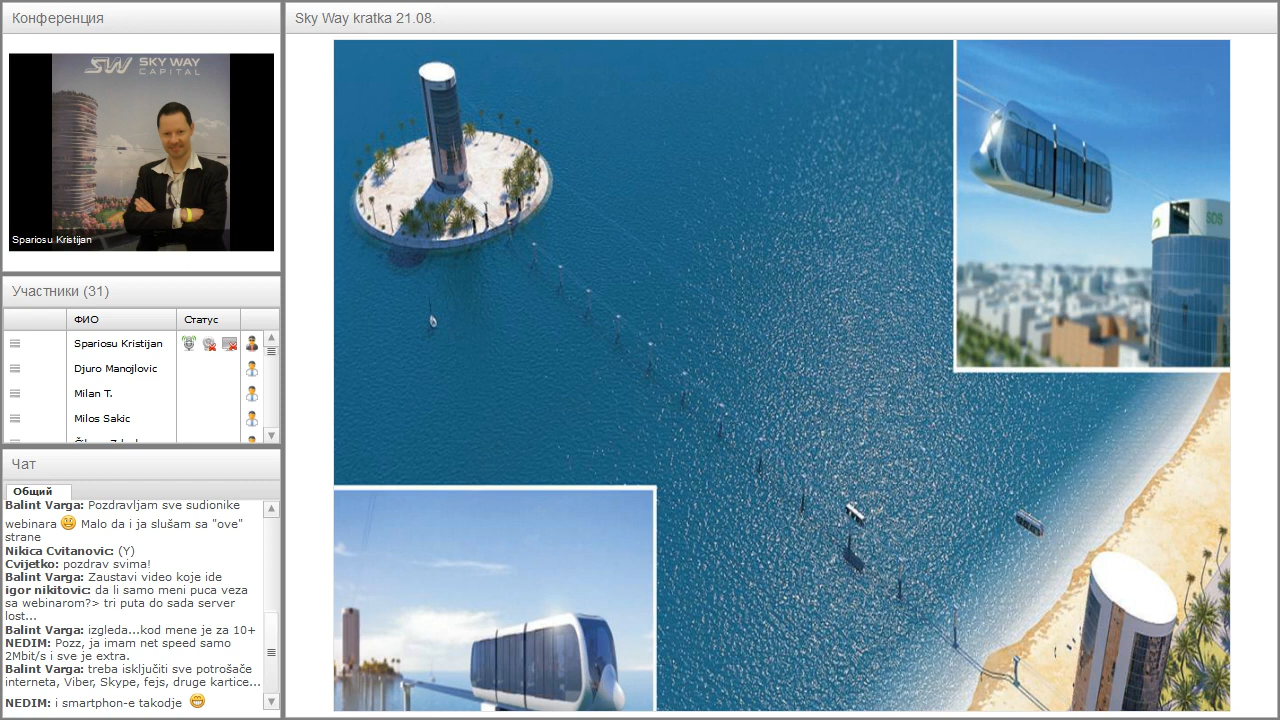 Конференция
SW SKY WAY
CAPITAL
Spariosu Kristijan
Участники (31)
ФИО Статус
Spariosu Kristijan
Djuro Manojlovic
Milan T.
Milos Sakic
Чат
Общий
Balint Varga: Pozdravljam sve sudionike
webinara Malo da i ja slušam sa "ove"
strane
Nikica Cvitanovic: (Y)
Cvijetko: pozdrav svima!
Balint Varga: Zaustavi video koje ide
igor nikitovic: da li samo meni puca veza
sa webinarom?> tri puta do sada server
lost...
Balint Varga: izgleda...kod mene je za 10+
NEDIM: Pozz, ja imam net speed samo
2Mbit/s i sve je extra.
Balint Varga: treba isključiti sve potrošače
interneta, Viber, Skype, fejs, druge kartice...
NEDIM: i smartphon-e takodje
Sky Way kratka 21.08.
SDS